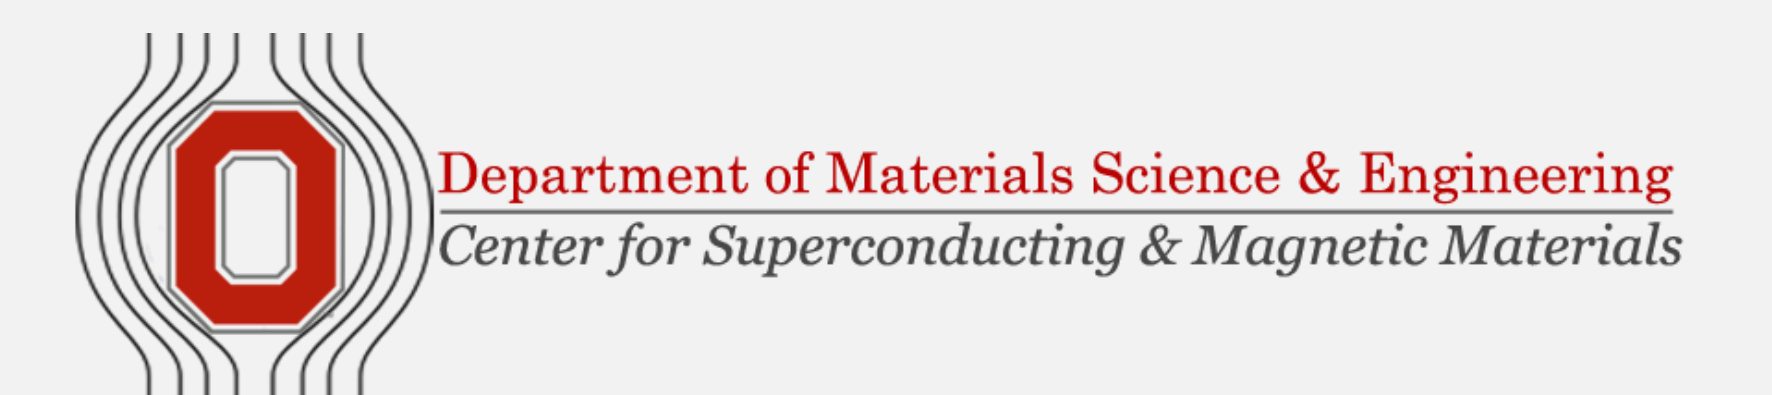 O
Department of Materials Science & Engineering
Center for Superconducting & Magnetic Materials